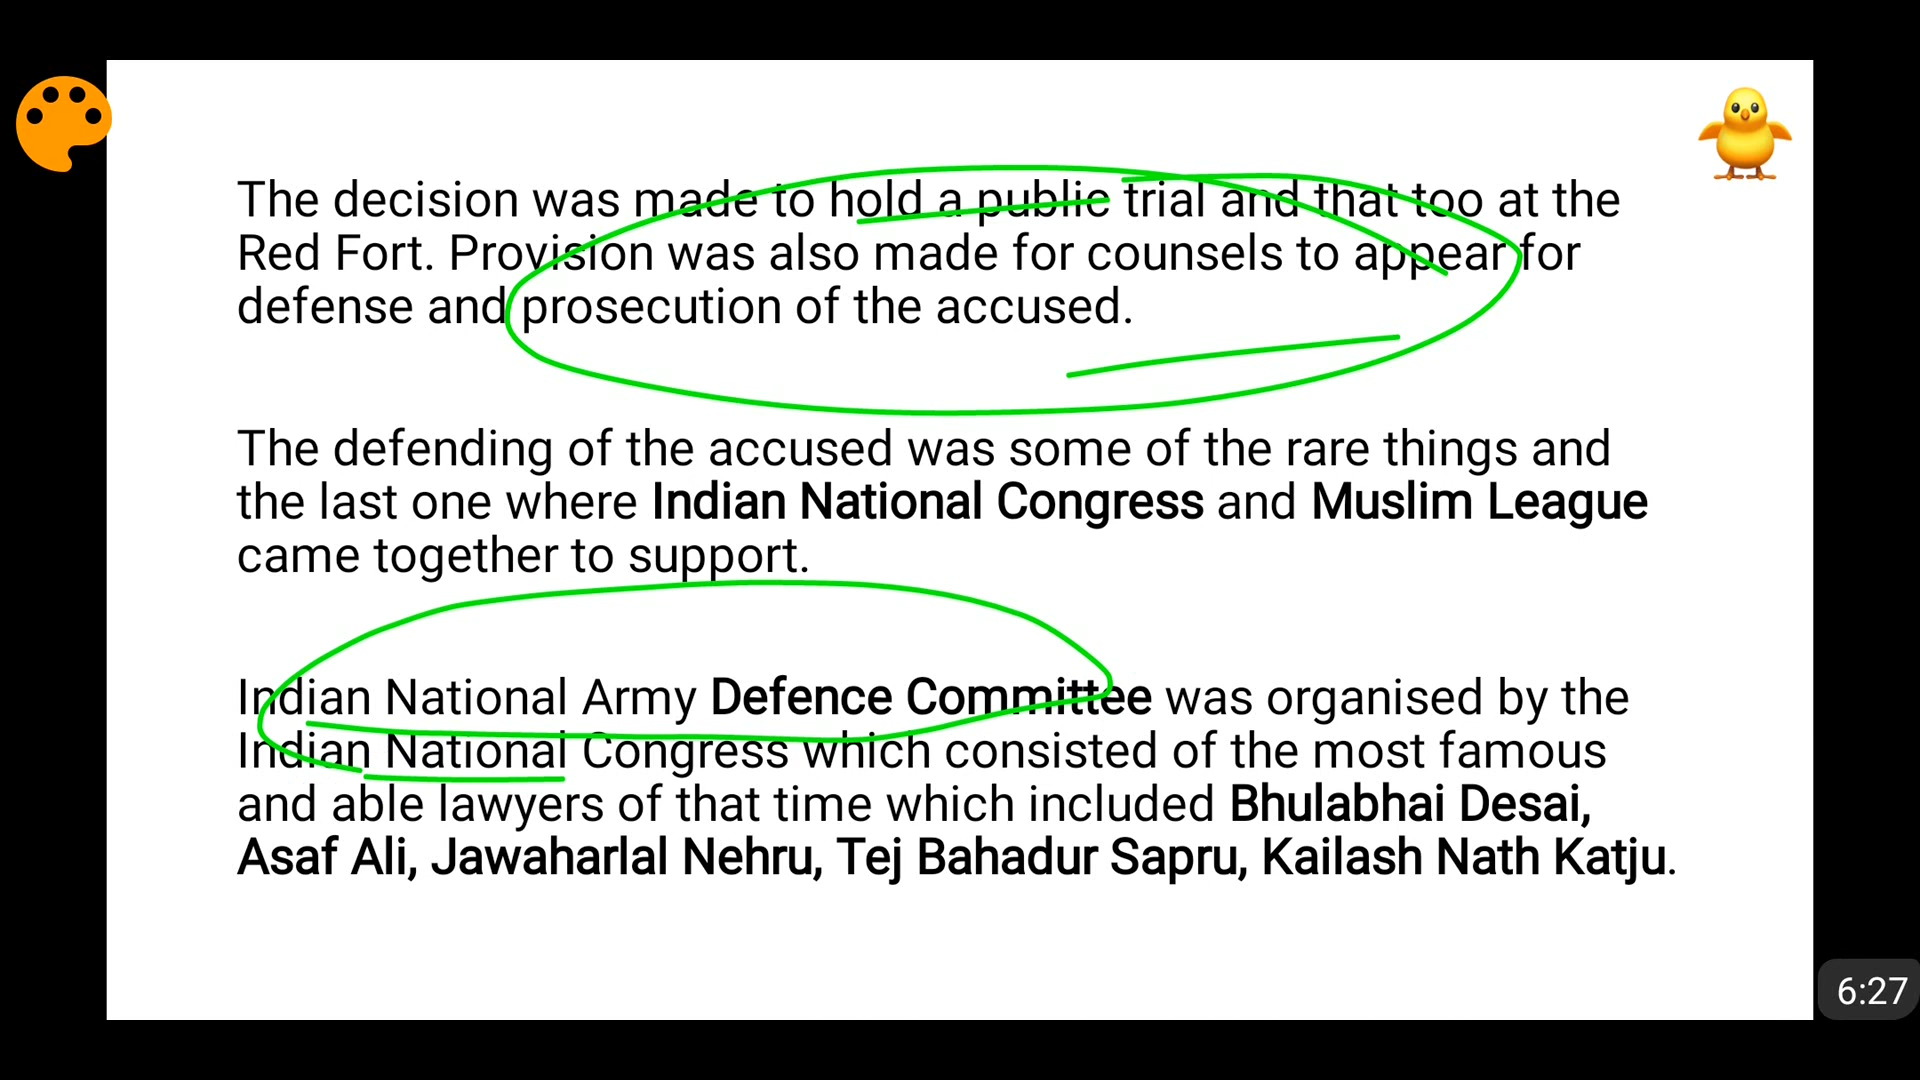 The decision was made to hold a public trial and that too at the
Red Fort. Provision was also made for counsels to appear for
defense and prosecution of the accused.
The defending of the accused was some of the rare things and
the last one where Indian National Congress and Muslim League
came together to support.
Indian National Army Defence Committee was organised by the
Indian National Congress which consisted of the most famous
and able lawyers of that time which included Bhulabhai Desai,
Asaf Ali, Jawaharlal Nehru, Tej Bahadur Sapru, Kailash Nath Katju.
6:27